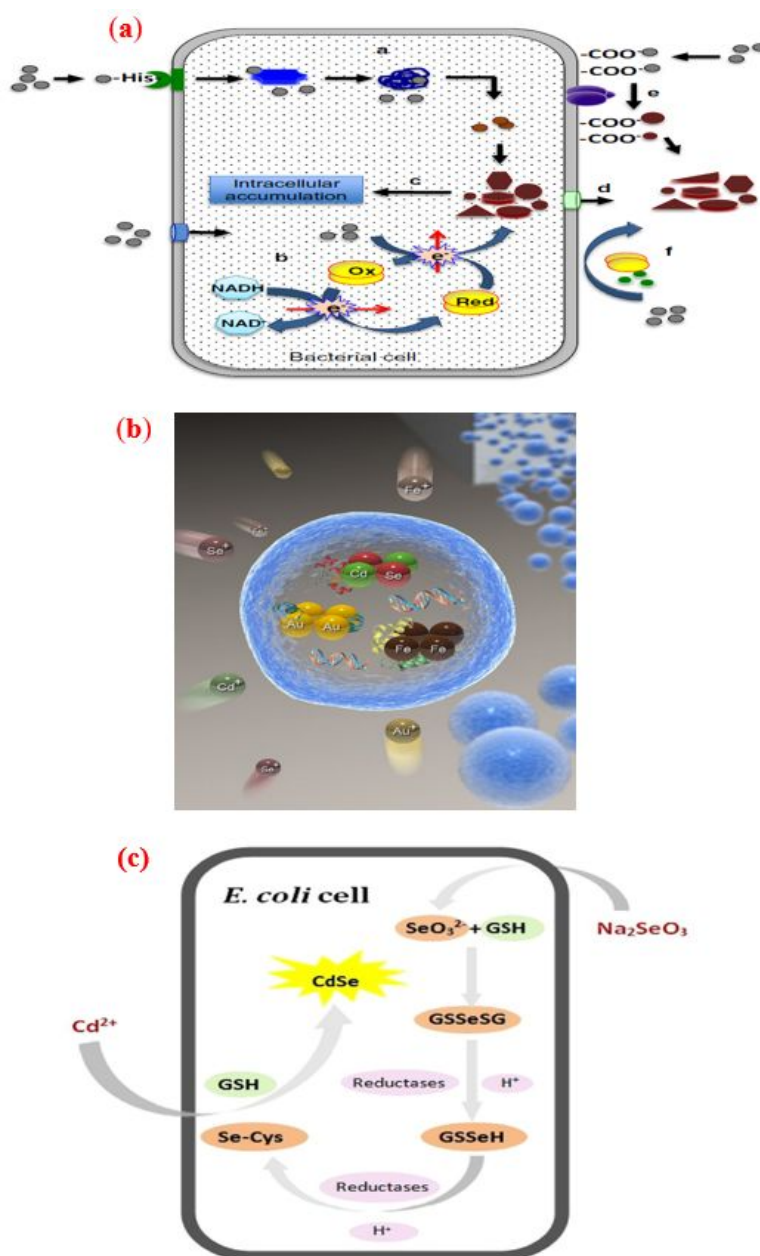 (a)
a
-His
-COO⁻
-COO⁻
e
-COO⁻
-COO⁻
Intracellular
accumulation
c
d
b
e⁻
Ox
f
NADH
Red
e⁻
NAD⁺
Bacterial cell
(b)
Fe⁺
Se⁺
Cd
Se
Au
Au
Fe
Fe
Cd⁺
Au⁺
Se⁺
(c)
E. coli cell
SeO₃²⁻ + GSH
Na₂SeO₃
CdSe
GSSeSG
Cd²⁺
GSH
Reductases
H⁺
Se-Cys
GSSeH
Reductases
H⁺